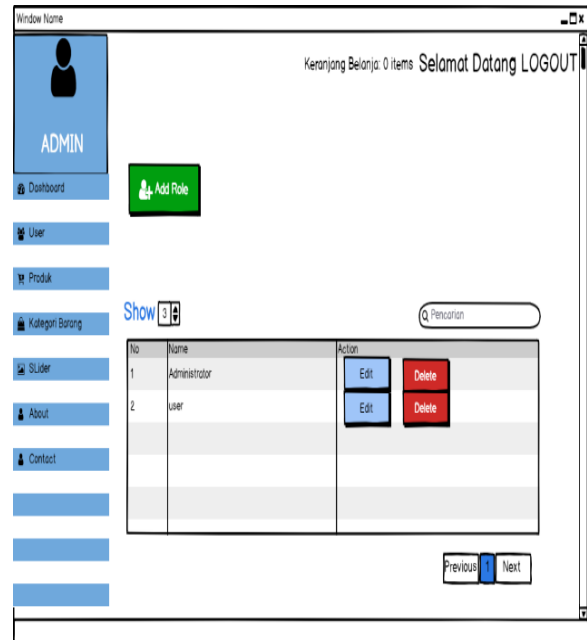 Window Name
Keranjang Belanja: 0 items Selamat Datang LOGOUT
ADMIN
Dashboard
User
Produk
Kategori Barang
SLider
About
Contact
Add Role
Show 3
Pencarian
No Name Action
1 Administrator Edit Delete
2 user Edit Delete
Previous 1 Next